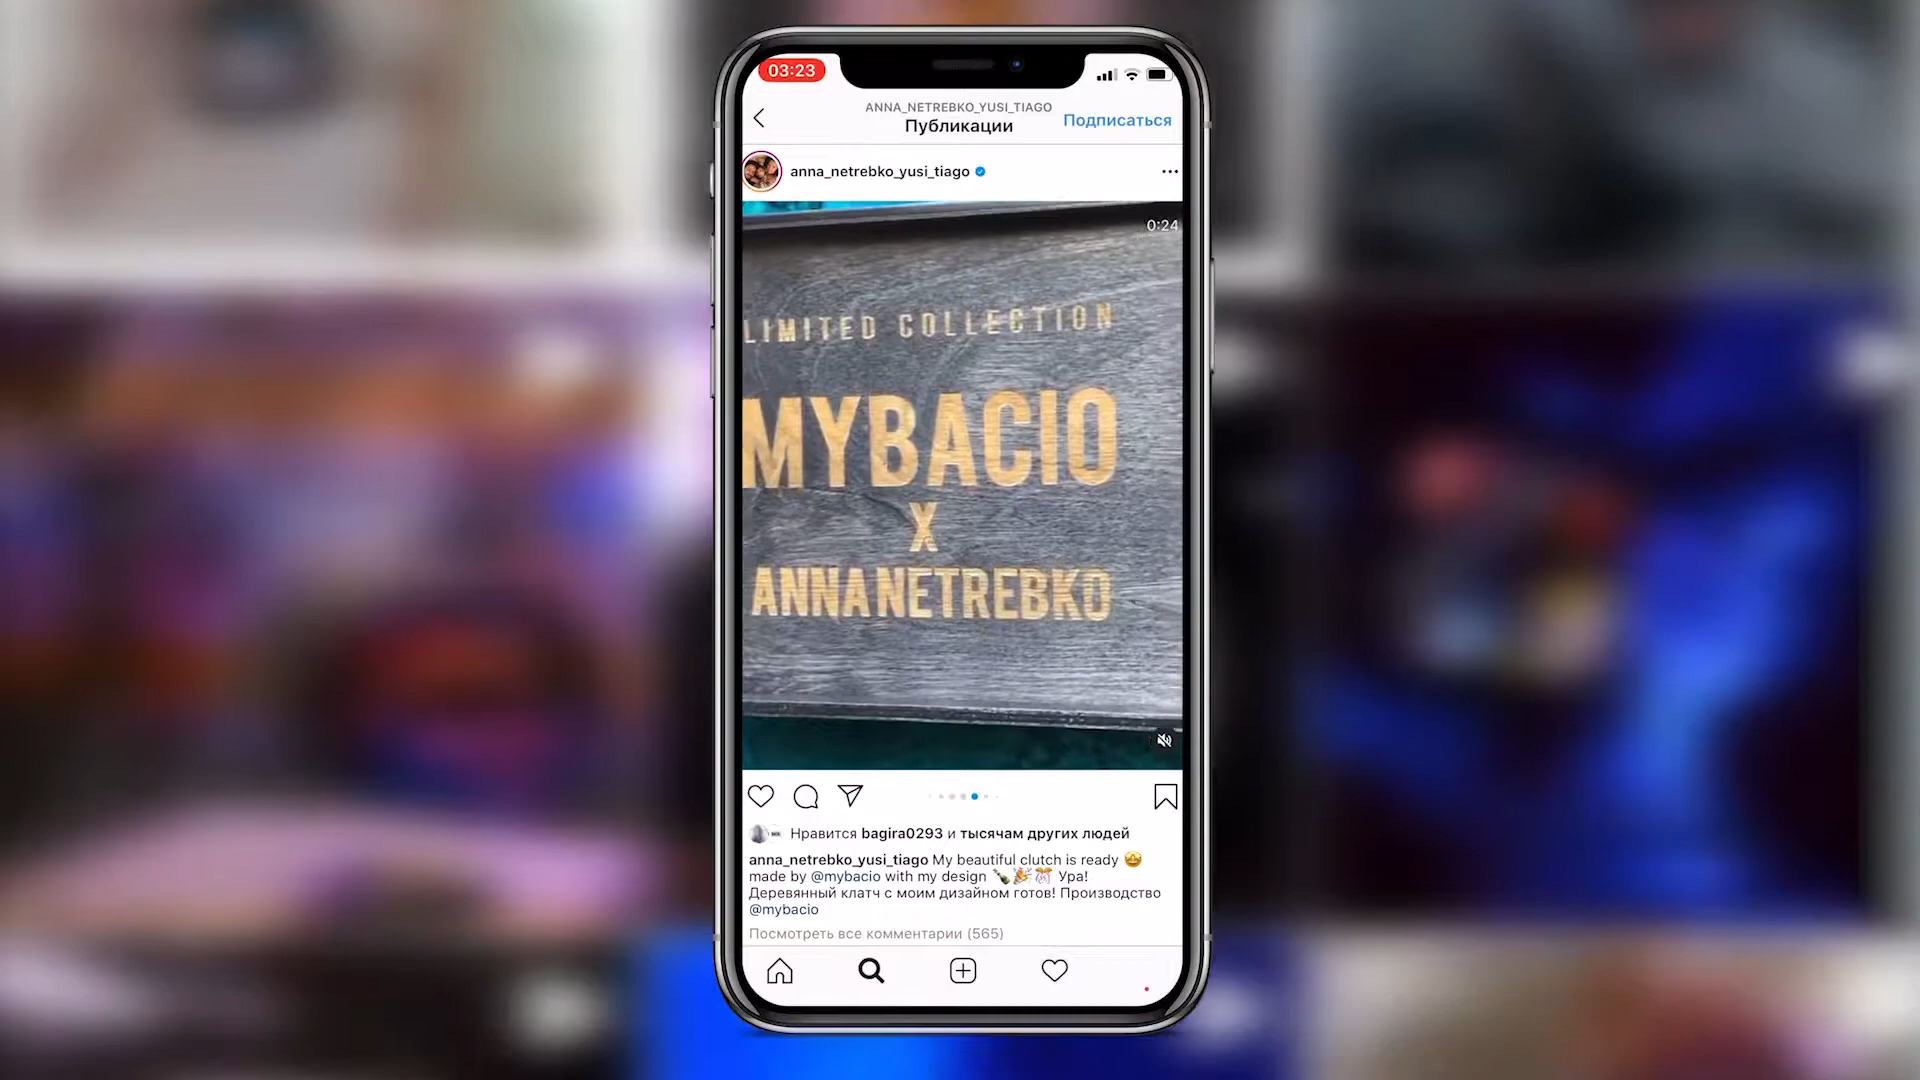 03:23
ANNA_NETREBKO_YUSI_TIAGO
Публикации
Подписаться
anna_netrebko_yusi_tiago
0:24
LIMITED COLLECTION
MYBACIO
X
ANNA NETREBKO
Нравится bagira0293 и тысячам других людей
anna_netrebko_yusi_tiago My beautiful clutch is ready 🤩
made by @mybacio with my design 🍾🎉🎊 Ура!
Деревянный клатч с моим дизайном готов! Производство
@mybacio
Посмотреть все комментарии (565)